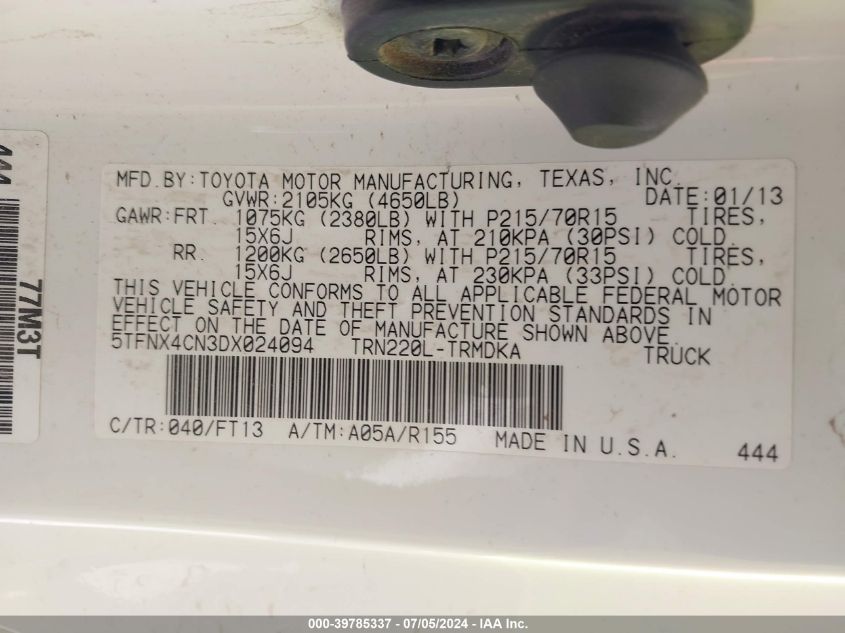 MFD.BY:TOYOTA MOTOR MANUFACTURING, TEXAS, INC.
GVWR:2105KG (4650LB) DATE:01/13
GAWR:FRT. 1075KG (2380LB) WITH P215/70R15 TIRES,
15X6J RIMS, AT 210KPA (30PSI) COLD.
RR. 1200KG (2650LB) WITH P215/70R15 TIRES,
15X6J RIMS, AT 230KPA (33PSI) COLD.
THIS VEHICLE CONFORMS TO ALL APPLICABLE FEDERAL MOTOR
VEHICLE SAFETY AND THEFT PREVENTION STANDARDS IN
EFFECT ON THE DATE OF MANUFACTURE SHOWN ABOVE.
5TFNX4CN3DX024094 TRN220L-TRMDKA TRUCK
C/TR:040/FT13 A/TM:A05A/R155 MADE IN U.S.A. 444
77M3T
000-39785337 - 07/05/2024 - IAA Inc.